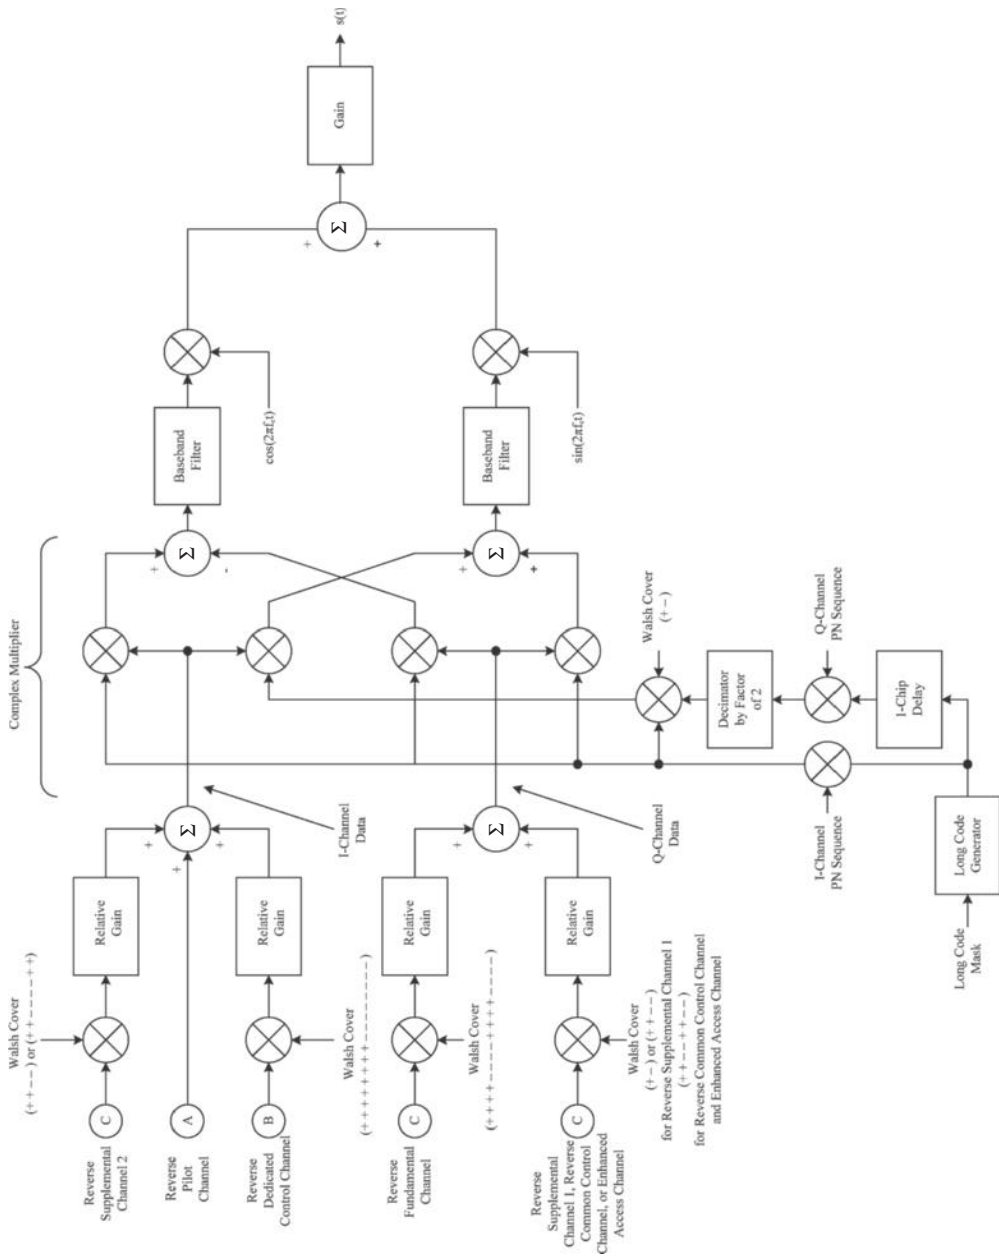 Reverse
Supplemental
Channel 2
C
Walsh Cover
(+ + – – ) or (+ + – – – – + +)
Relative
Gain
Reverse
Pilot
Channel
A
+
+
+
Σ
I-Channel
Data
Reverse
Dedicated
Control Channel
B
Walsh Cover
(+ + + + + + + + – – – – – – – – )
Relative
Gain
Reverse
Fundamental
Channel
C
Walsh Cover
(+ + + + – – – – + + + + – – – – )
Relative
Gain
+
+
Σ
Q-Channel
Data
Reverse
Supplemental
Channel 1, Reverse
Common Control
Channel, or Enhanced
Access Channel
C
Walsh Cover
(+ – ) or (+ + – – )
for Reverse Supplemental Channel 1
(+ + – – + + – – )
for Reverse Common Control Channel
and Enhanced Access Channel
Relative
Gain
Complex Multiplier
+
-
Σ
+
+
Σ
Baseband
Filter
Baseband
Filter
Walsh Cover
(+ – )
Decimator
by Factor
of 2
Q-Channel
PN Sequence
I-Channel
PN Sequence
1-Chip
Delay
Long Code
Mask
Long Code
Generator
sin(2πfct)
+
+
Σ
Gain
s(t)